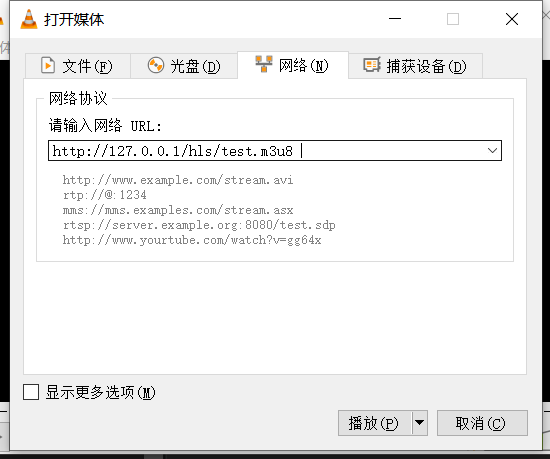 打开媒体
文件(F)
光盘(D)
网络(N)
捕获设备(D)
网络协议
请输入网络 URL:
http://127.0.0.1/hls/test.m3u8
http://www.example.com/stream.avi
rtp://@:1234
mms://mms.examples.com/stream.asx
rtsp://server.example.org:8080/test.sdp
http://www.yourtube.com/watch?v=gg64x
显示更多选项(M)
播放(P)
取消(C)